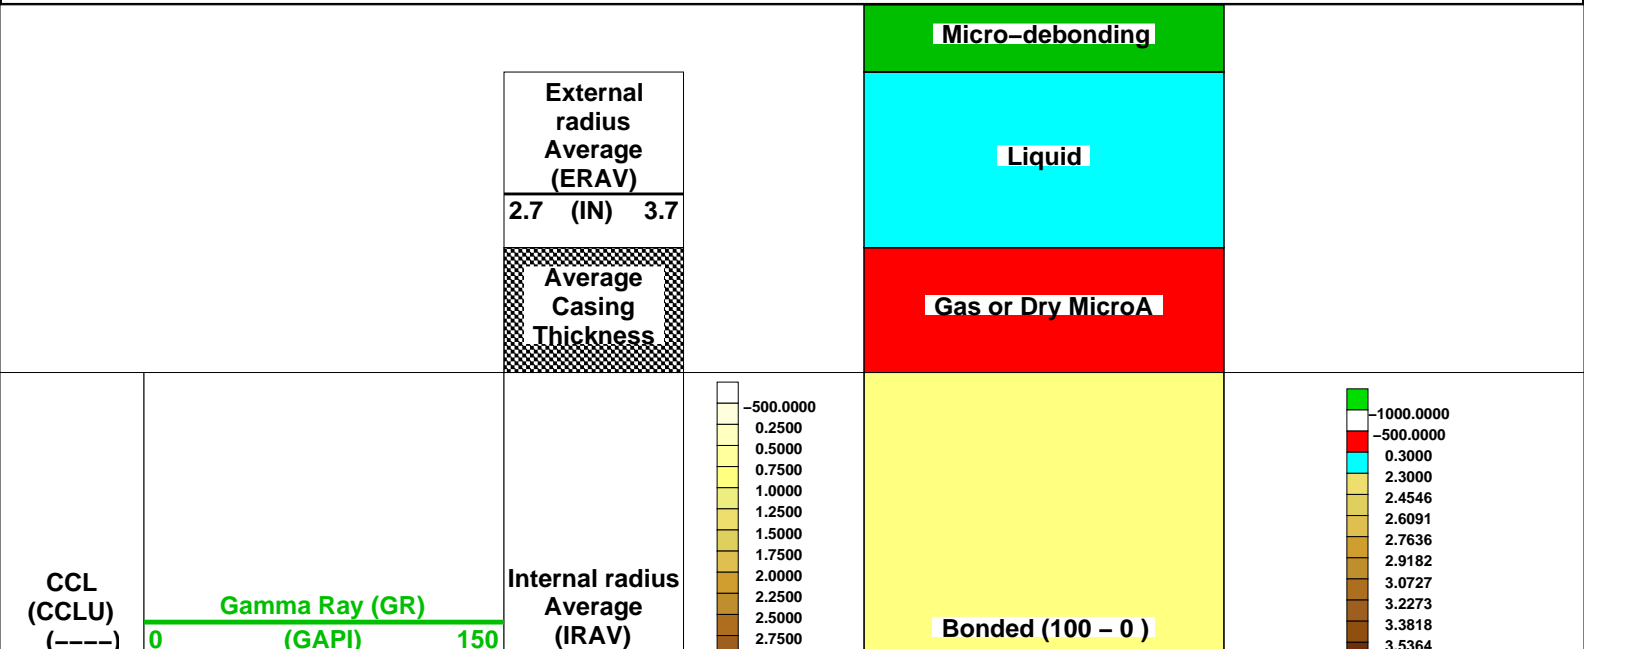 Micro−debonding
External
radius
Average
(ERAV)
2.7 (IN) 3.7
Liquid
Average
Casing
Thickness
Gas or Dry MicroA
CCL
(CCLU)
(−−−−)
Gamma Ray (GR)
0 (GAPI) 150
Internal radius
Average
(IRAV)
−500.0000
0.2500
0.5000
0.7500
1.0000
1.2500
1.5000
1.7500
2.0000
2.2500
2.5000
2.7500
Bonded (100 − 0 )
−1000.0000
−500.0000
0.3000
2.3000
2.4546
2.6091
2.7636
2.9182
3.0727
3.2273
3.3818
3.5364